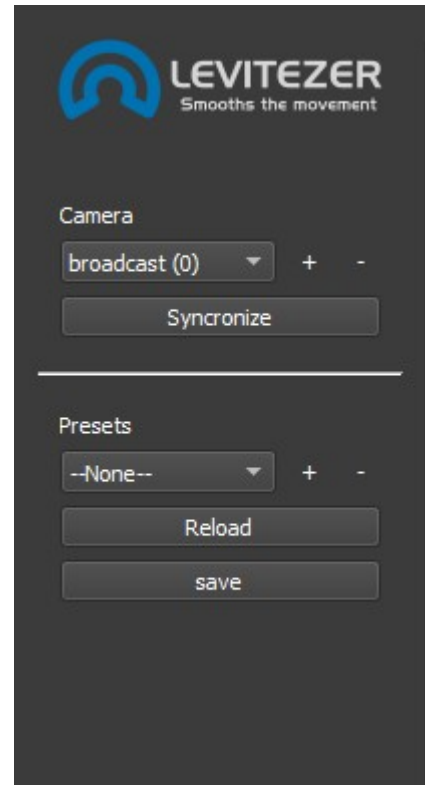 LEVITEZER
Smooths the movement
Camera
broadcast (0) + -
Syncronize
Presets
--None-- + -
Reload
save